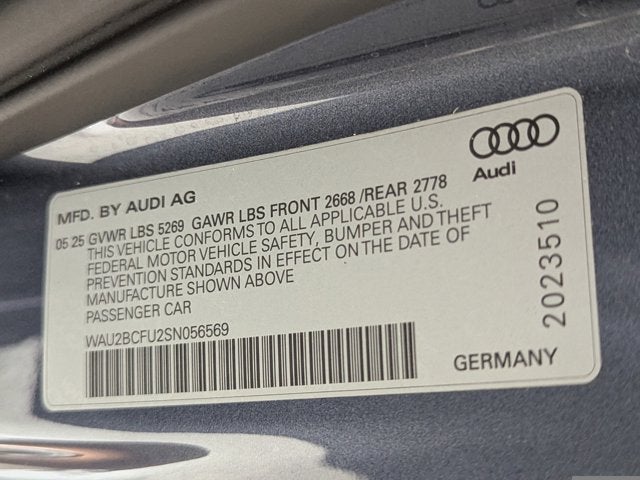 Audi
MFD. BY AUDI AG
05 25 GVWR LBS 5269 GAWR LBS FRONT 2668 /REAR 2778
THIS VEHICLE CONFORMS TO ALL APPLICABLE U.S.
FEDERAL MOTOR VEHICLE SAFETY, BUMPER AND THEFT
PREVENTION STANDARDS IN EFFECT ON THE DATE OF
MANUFACTURE SHOWN ABOVE
PASSENGER CAR
WAU2BCFU2SN056569
2023510
GERMANY